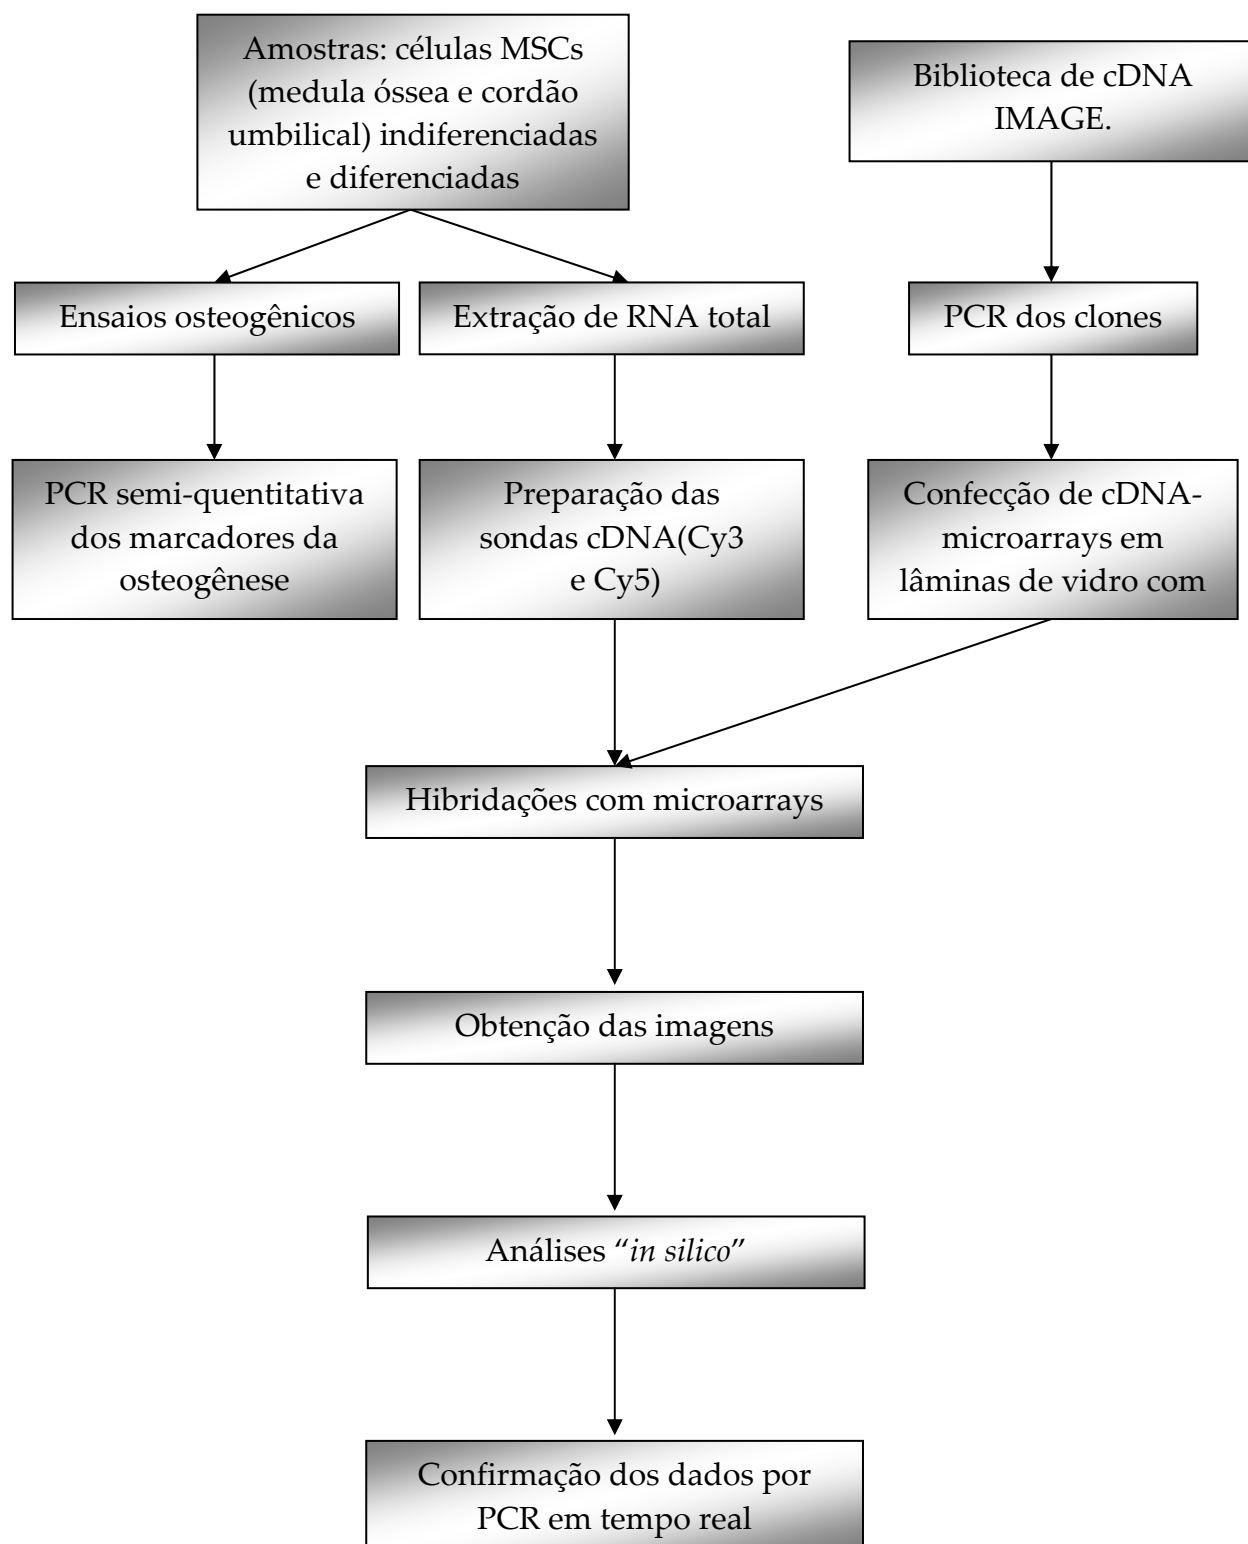 Amostras: células MSCs
(medula óssea e cordão
umbilical) indiferenciadas
e diferenciadas
Biblioteca de cDNA
IMAGE.
Ensaios osteogênicos
Extração de RNA total
PCR dos clones
PCR semi-quentitativa
dos marcadores da
osteogênese
Preparação das
sondas cDNA(Cy3
e Cy5)
Confecção de cDNA-
microarrays em
lâminas de vidro com
Hibridações com microarrays
Obtenção das imagens
Análises “in silico”
Confirmação dos dados por
PCR em tempo real